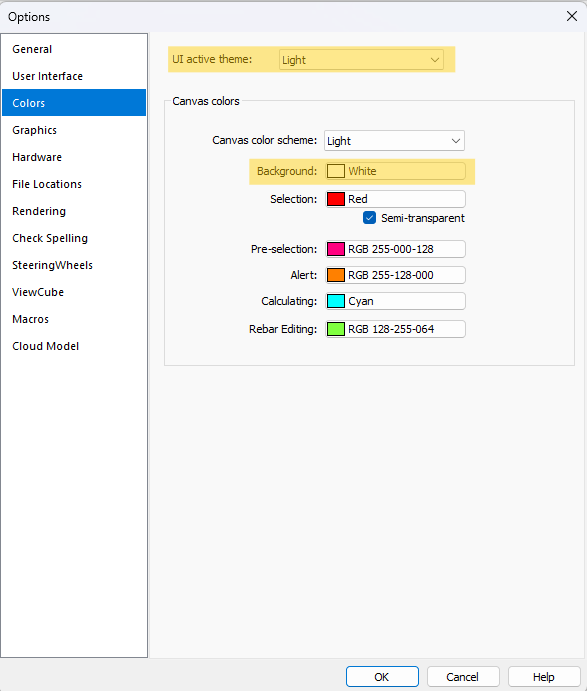 Options
General
User Interface
Colors
Graphics
Hardware
File Locations
Rendering
Check Spelling
SteeringWheels
ViewCube
Macros
Cloud Model
UI active theme: Light
Canvas colors
Canvas color scheme: Light
Background: White
Selection: Red
Semi-transparent
Pre-selection: RGB 255-000-128
Alert: RGB 255-128-000
Calculating: Cyan
Rebar Editing: RGB 128-255-064
OK Cancel Help